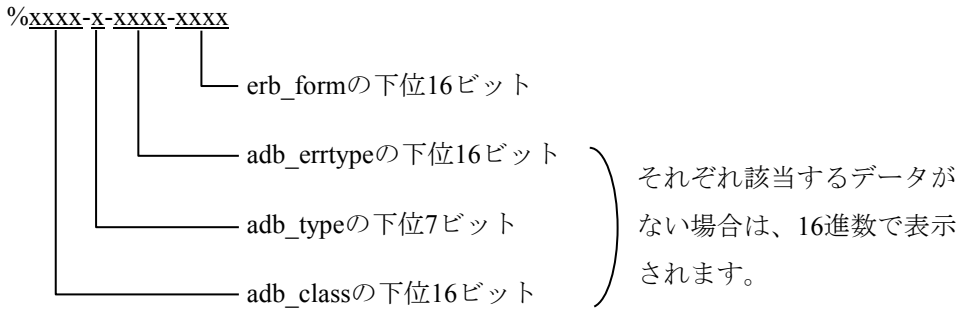 %xxxx-x-xxxx-xxxx
erb_formの下位16ビット
adb_errtypeの下位16ビット
adb_typeの下位7ビット
adb_classの下位16ビット
それぞれ該当するデータが
ない場合は、16進数で表示
されます。